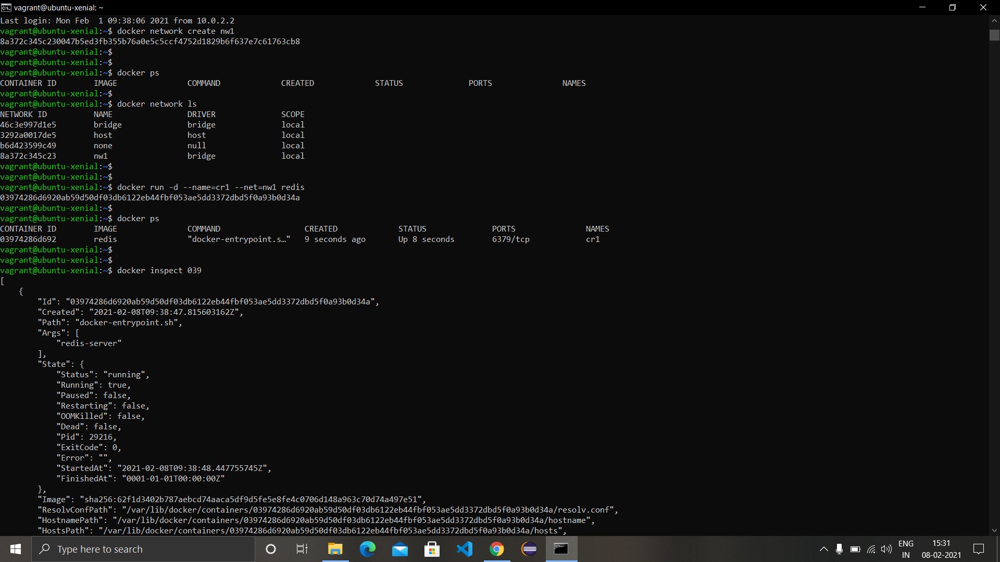 vagrant@ubuntu-xenial: ~
Last login: Mon Feb  1 09:38:06 2021 from 10.0.2.2
vagrant@ubuntu-xenial:~$ docker network create nw1
8a372c345c230047b5ed3fb355b76a0e5c5ccf4752d1829b6f637e7c61763cb8
vagrant@ubuntu-xenial:~$
vagrant@ubuntu-xenial:~$
vagrant@ubuntu-xenial:~$ docker ps
CONTAINER ID        IMAGE               COMMAND             CREATED             STATUS              PORTS               NAMES
vagrant@ubuntu-xenial:~$
vagrant@ubuntu-xenial:~$ docker network ls
NETWORK ID          NAME                DRIVER              SCOPE
46c3e997d1e5        bridge              bridge              local
3292a0017de5        host                host                local
b6d423599c49        none                null                local
8a372c345c23        nw1                 bridge              local
vagrant@ubuntu-xenial:~$
vagrant@ubuntu-xenial:~$
vagrant@ubuntu-xenial:~$ docker run -d --name=cr1 --net=nw1 redis
03974286d6920ab59d50df03db6122eb44fbf053ae5dd3372dbd5f0a93b0d34a
vagrant@ubuntu-xenial:~$
vagrant@ubuntu-xenial:~$ docker ps
CONTAINER ID        IMAGE               COMMAND                  CREATED             STATUS              PORTS               NAMES
03974286d692        redis               "docker-entrypoint.s…"   9 seconds ago       Up 8 seconds        6379/tcp            cr1
vagrant@ubuntu-xenial:~$
vagrant@ubuntu-xenial:~$
vagrant@ubuntu-xenial:~$ docker inspect 039
[
    {
        "Id": "03974286d6920ab59d50df03db6122eb44fbf053ae5dd3372dbd5f0a93b0d34a",
        "Created": "2021-02-08T09:38:47.815603162Z",
        "Path": "docker-entrypoint.sh",
        "Args": [
            "redis-server"
        ],
        "State": {
            "Status": "running",
            "Running": true,
            "Paused": false,
            "Restarting": false,
            "OOMKilled": false,
            "Dead": false,
            "Pid": 29216,
            "ExitCode": 0,
            "Error": "",
            "StartedAt": "2021-02-08T09:38:48.447755745Z",
            "FinishedAt": "0001-01-01T00:00:00Z"
        },
        "Image": "sha256:62f1d3402b787aebcd74aaca5df9d5fe5e8fe4c0706d148a963c70d74a497e51",
        "ResolvConfPath": "/var/lib/docker/containers/03974286d6920ab59d50df03db6122eb44fbf053ae5dd3372dbd5f0a93b0d34a/resolv.conf",
        "HostnamePath": "/var/lib/docker/containers/03974286d6920ab59d50df03db6122eb44fbf053ae5dd3372dbd5f0a93b0d34a/hostname",
        "HostsPath": "/var/lib/docker/containers/03974286d6920ab59d50df03db6122eb44fbf053ae5dd3372dbd5f0a93b0d34a/hosts",
Type here to search
ENG
IN
15:31
08-02-2021